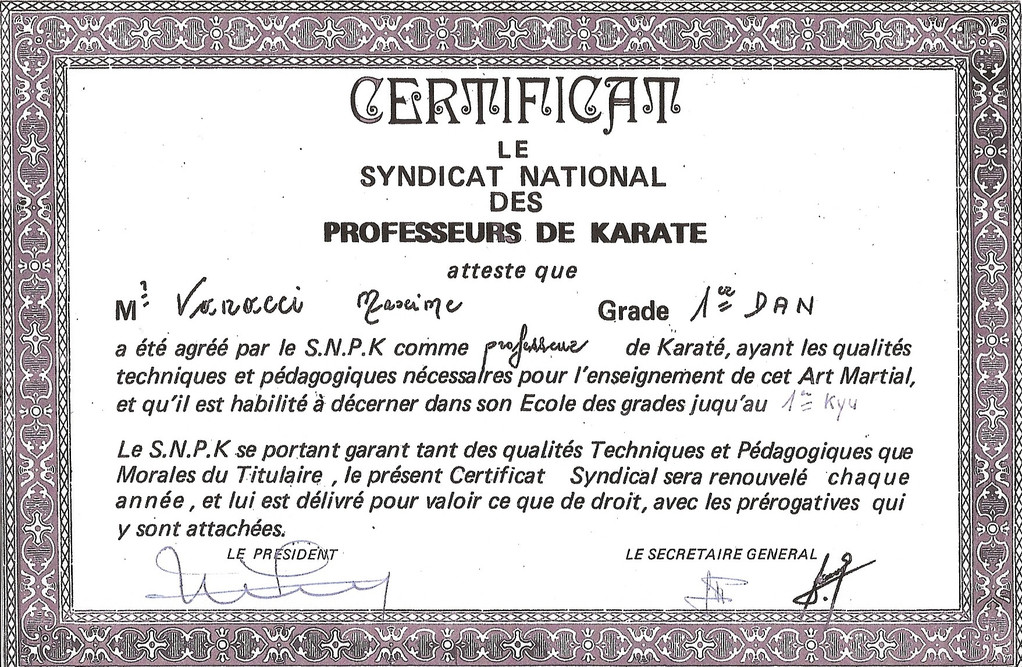 CERTIFICAT
LE
SYNDICAT NATIONAL
DES
PROFESSEURS DE KARATE
atteste que
Mr Vanacci Maxime Grade 1er DAN
a été agréé par le S.N.P.K comme professeur de Karaté, ayant les qualités
techniques et pédagogiques nécessaires pour l'enseignement de cet Art Martial,
et qu'il est habilité à décerner dans son Ecole des grades juqu'au 1er Kyu
Le S.N.P.K se portant garant tant des qualités Techniques et Pédagogiques que
Morales du Titulaire, le présent Certificat Syndical sera renouvelé chaque
année, et lui est délivré pour valoir ce que de droit, avec les prérogatives qui
y sont attachées.
LE PRESIDENT LE SECRETAIRE GENERAL